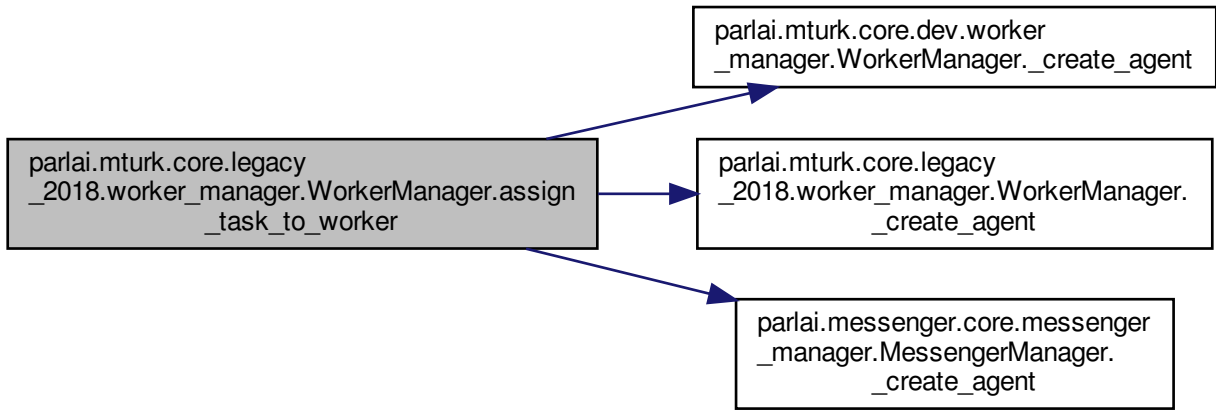 parlai.mturk.core.legacy
_2018.worker_manager.WorkerManager.assign
_task_to_worker
parlai.mturk.core.dev.worker
_manager.WorkerManager._create_agent
parlai.mturk.core.legacy
_2018.worker_manager.WorkerManager.
_create_agent
parlai.messenger.core.messenger
_manager.MessengerManager.
_create_agent